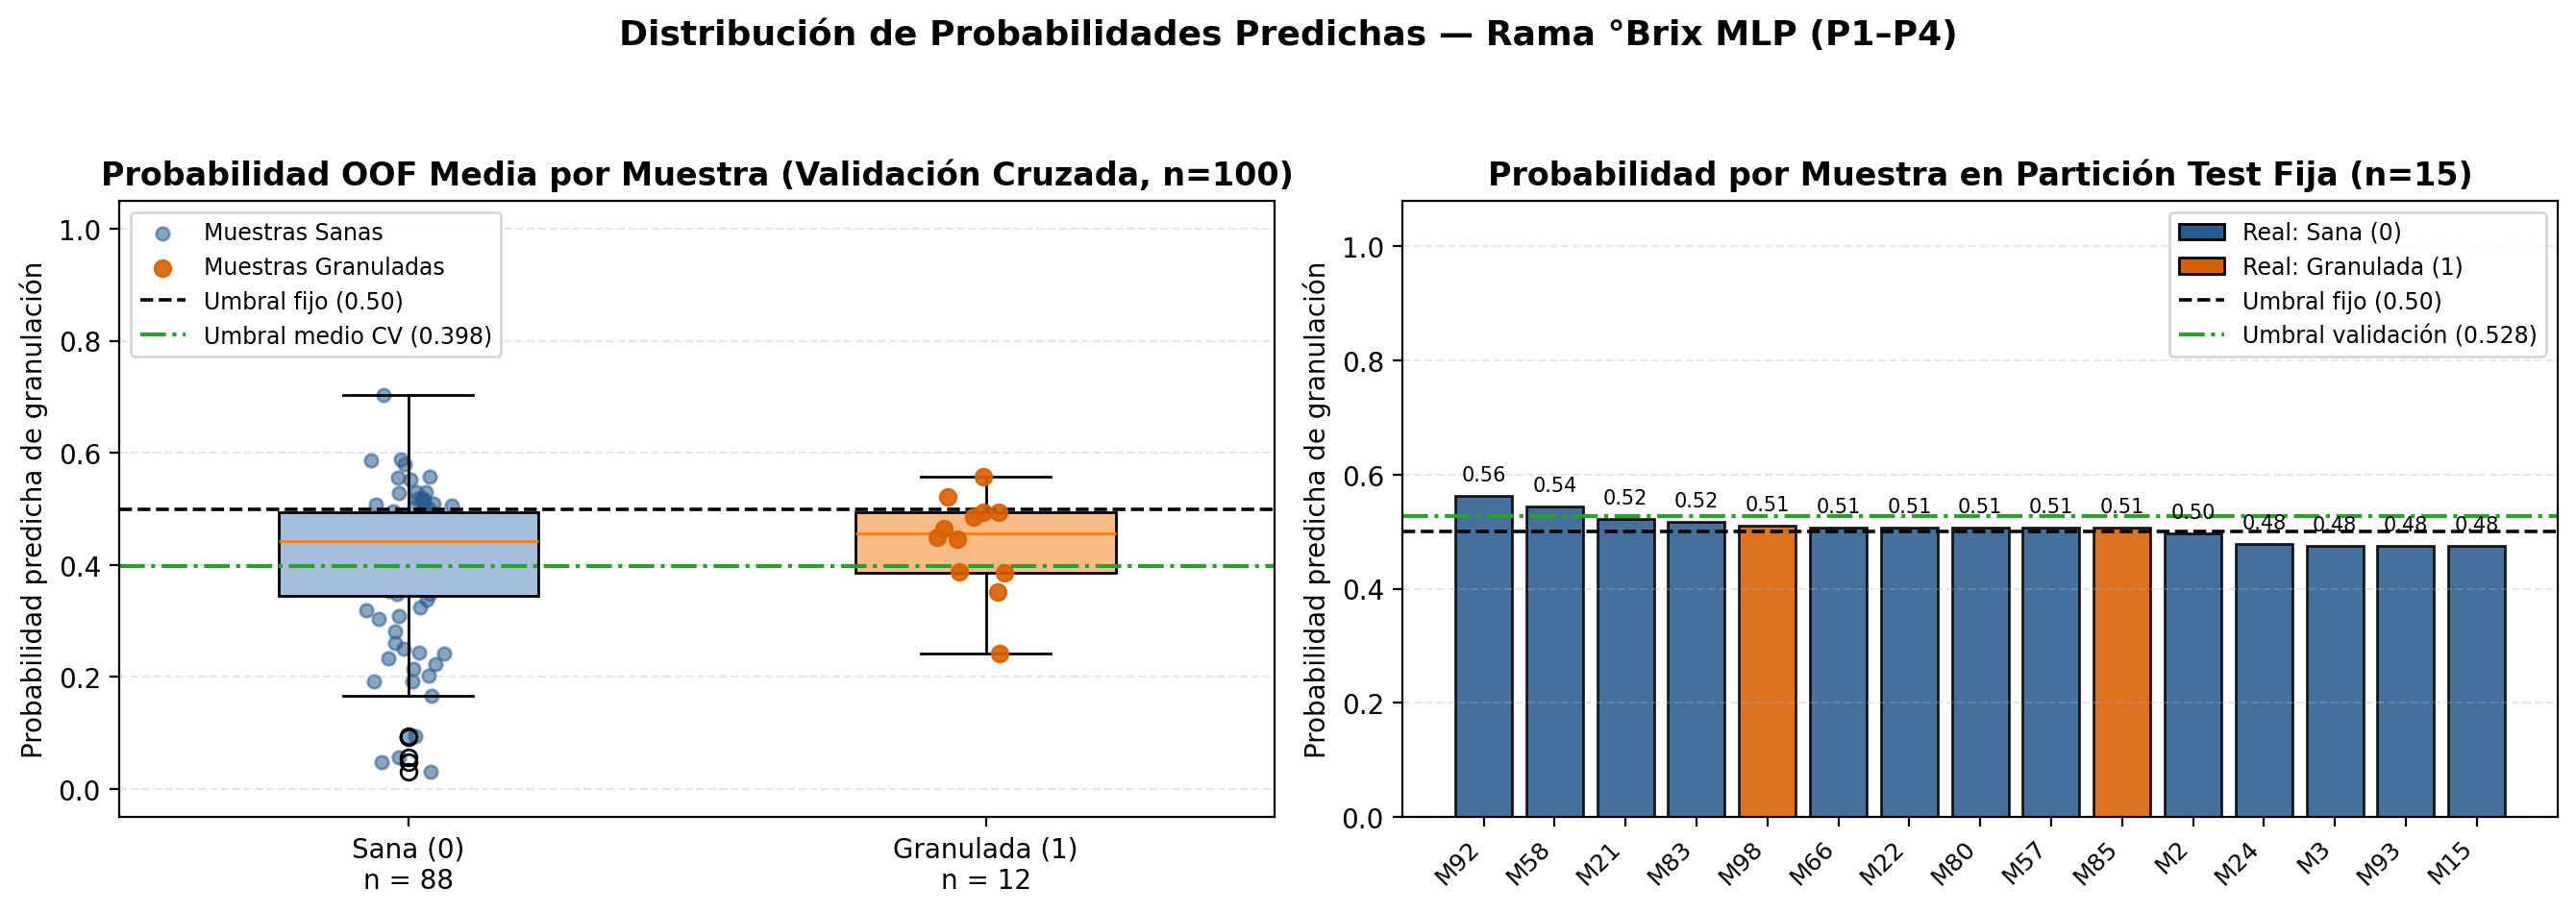 Distribución de Probabilidades Predichas — Rama °Brix MLP (P1–P4)
Probabilidad OOF Media por Muestra (Validación Cruzada, n=100)
Probabilidad predicha de granulación
1.0
0.8
0.6
0.4
0.2
0.0
Muestras Sanas
Muestras Granuladas
Umbral fijo (0.50)
Umbral medio CV (0.398)
Sana (0)
n = 88
Granulada (1)
n = 12
Probabilidad por Muestra en Partición Test Fija (n=15)
Probabilidad predicha de granulación
1.0
0.8
0.6
0.4
0.2
0.0
Real: Sana (0)
Real: Granulada (1)
Umbral fijo (0.50)
Umbral validación (0.528)
0.56
0.54
0.52
0.52
0.51
0.51
0.51
0.51
0.51
0.51
0.50
0.48
0.48
0.48
0.48
M92
M58
M21
M83
M98
M66
M22
M80
M57
M85
M2
M24
M3
M93
M15